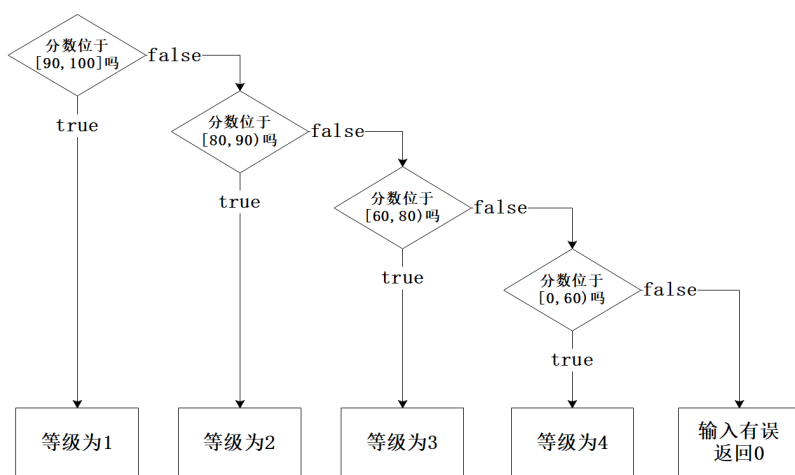 分数位于
[90,100]吗
false
true
分数位于
[80,90)吗
false
true
分数位于
[60,80)吗
false
true
分数位于
[0,60)吗
false
true
等级为1
等级为2
等级为3
等级为4
输入有误
返回0